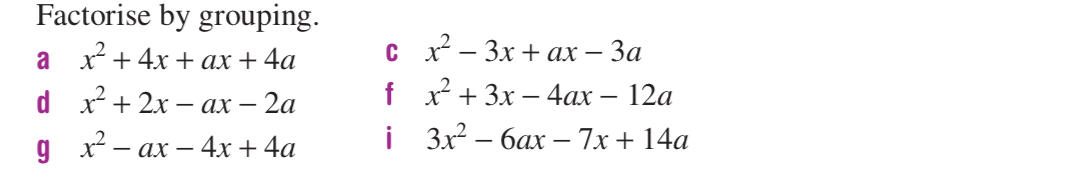 Factorise by grouping.
a x² + 4x + ax + 4a
c x² − 3x + ax − 3a
d x² + 2x − ax − 2a
f x² + 3x − 4ax − 12a
g x² − ax − 4x + 4a
i 3x² − 6ax − 7x + 14a